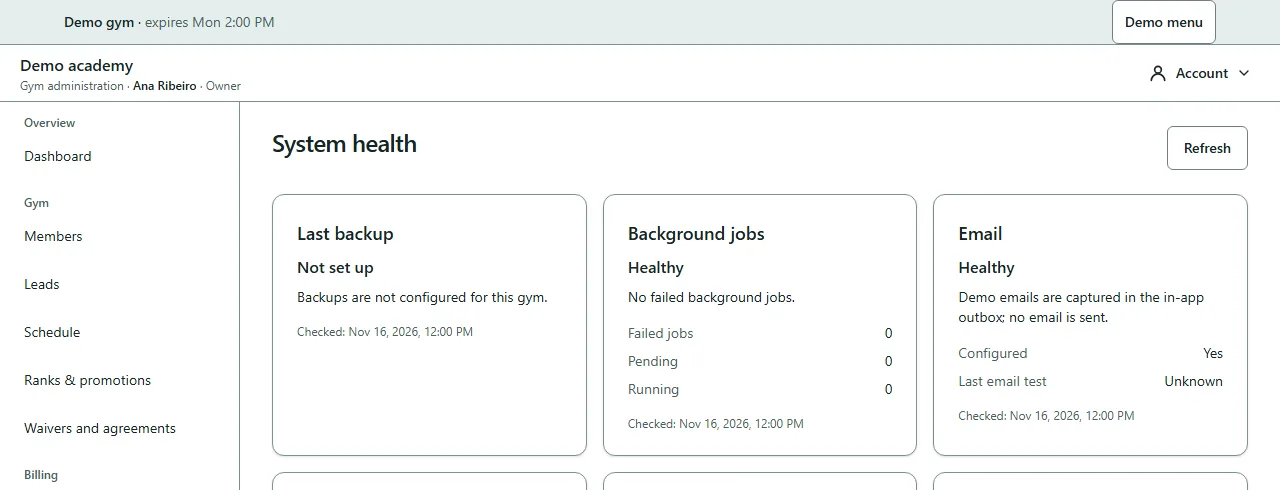 Demo gym · expires Mon 2:00 PM
Demo menu
Demo academy
Gym administration · Ana Ribeiro · Owner
Account
Overview
Dashboard
Gym
Members
Leads
Schedule
Ranks & promotions
Waivers and agreements
Billing
System health
Refresh
Last backup
Not set up
Backups are not configured for this gym.
Checked: Nov 16, 2026, 12:00 PM
Background jobs
Healthy
No failed background jobs.
Failed jobs 0
Pending 0
Running 0
Checked: Nov 16, 2026, 12:00 PM
Email
Healthy
Demo emails are captured in the in-app
outbox; no email is sent.
Configured Yes
Last email test Unknown
Checked: Nov 16, 2026, 12:00 PM